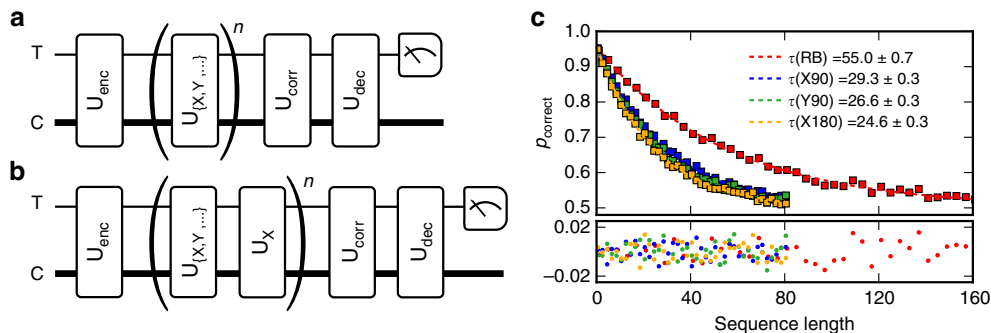 a
n
T
U_enc
U_{X,Y,...}
U_corr
U_dec
C
b
n
T
U_enc
U_{X,Y,...}
U_X
U_corr
U_dec
C
c
1.0
0.9
0.8
0.7
0.6
0.5
p_correct
τ(RB) =55.0 ± 0.7
τ(X90) =29.3 ± 0.3
τ(Y90) =26.6 ± 0.3
τ(X180) =24.6 ± 0.3
0.02
−0.02
0 40 80 120 160
Sequence length